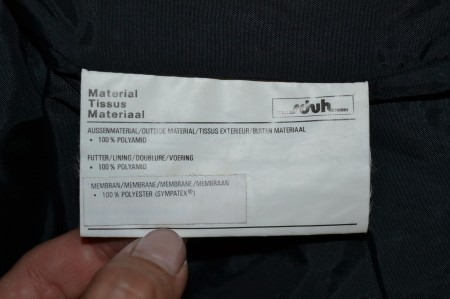 Material
Tissus
Materiaal
AUSSENMATERIAL/OUTSIDE MATERIAL/TISSUS EXTERIEUR/BUITEN MATERIAAL
• 100% POLYAMID
FUTTER/LINING/DOUBLURE/VOERING
• 100% POLYAMID
MEMBRAN/MEMBRANE/MEMBRANE/MEMBRAAN
• 100% POLYESTER (SYMPATEX®)